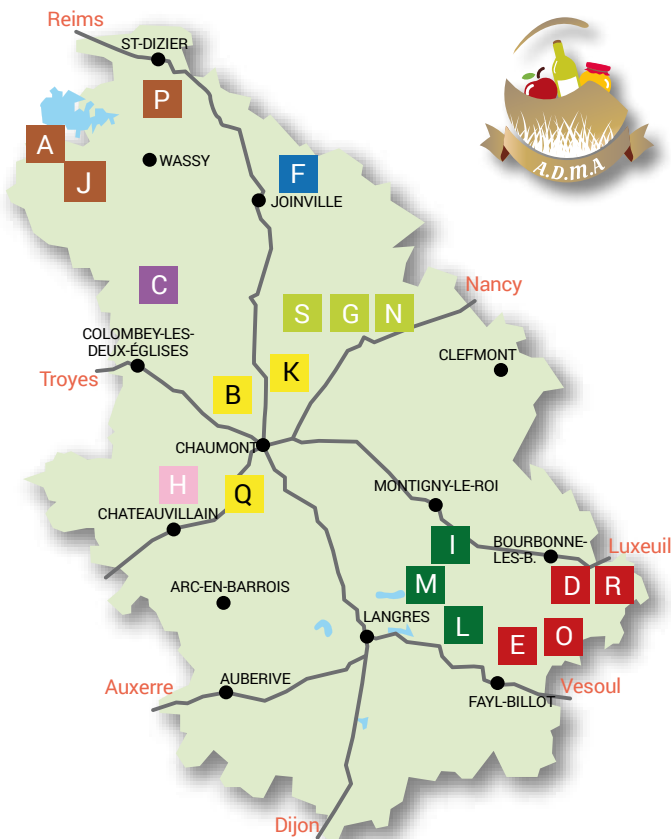 Reims
ST-DIZIER
P
A
WASSY
J
F
JOINVILLE
A.D.M.A
C
Nancy
S G N
COLOMBEY-LES-
DEUX-ÉGLISES
CLEFMONT
Troyes
K
B
CHAUMONT
H
Q
MONTIGNY-LE-ROI
CHATEAUVILLAIN
I
BOURBONNE-
LES-B.
Luxeuil
M
D R
ARC-EN-BARROIS
LANGRES
L
E
O
Auxerre
AUBERIVE
FAYL-BILLOT
Vesoul
Dijon